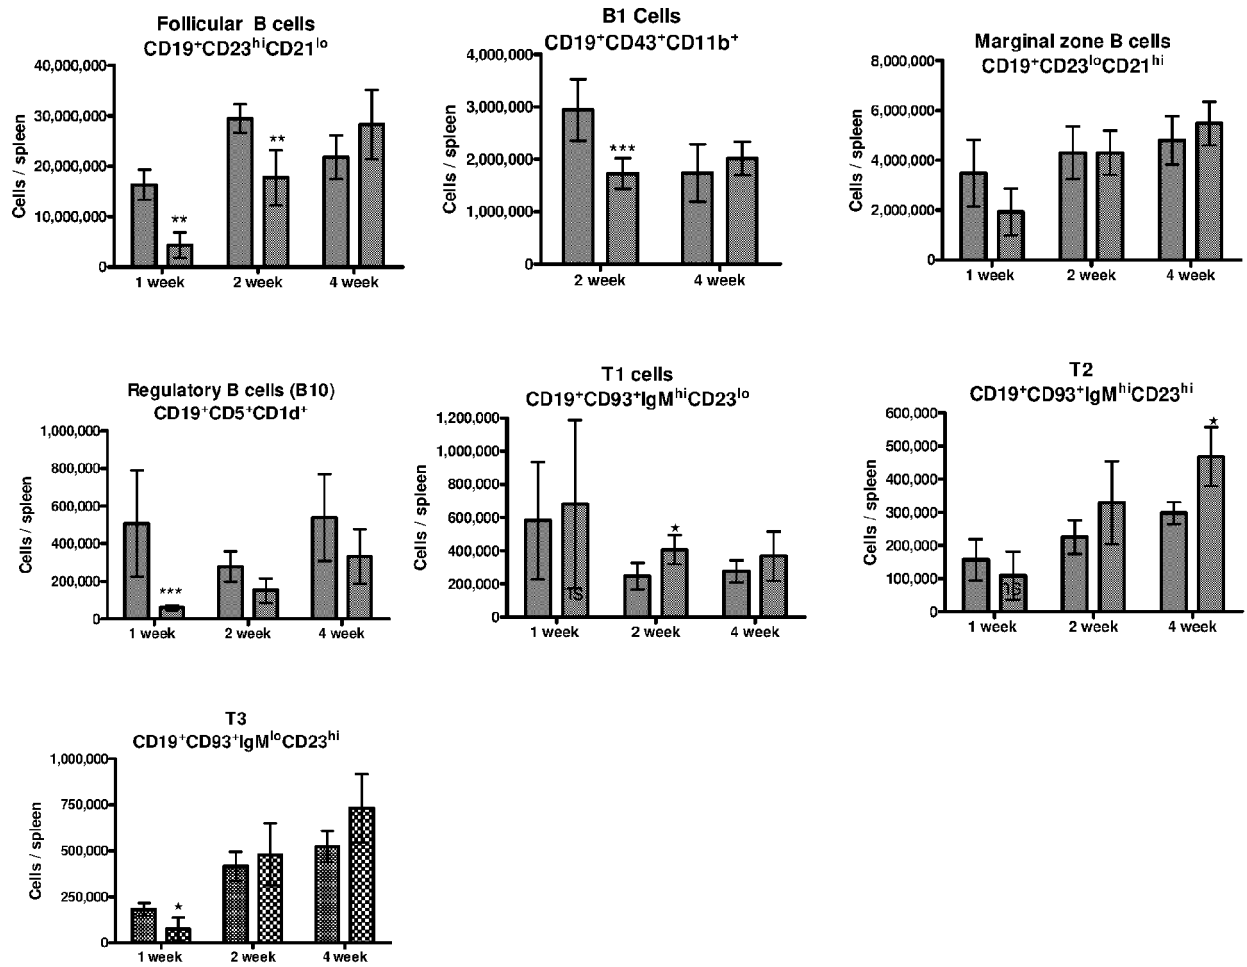 Follicular B cells
CD19⁺CD23ʰⁱCD21ˡᵒ
40,000,000
30,000,000
20,000,000
10,000,000
0
Cells / spleen
**
**
1 week
2 week
4 week
B1 Cells
CD19⁺CD43⁺CD11b⁺
4,000,000
3,000,000
2,000,000
1,000,000
0
Cells / spleen
***
2 week
4 week
Marginal zone B cells
CD19⁺CD23ˡᵒCD21ʰⁱ
8,000,000
6,000,000
4,000,000
2,000,000
0
Cells / spleen
1 week
2 week
4 week
Regulatory B cells (B10)
CD19⁺CD5⁺CD1d⁺
1,000,000
800,000
600,000
400,000
200,000
0
Cells / spleen
***
1 week
2 week
4 week
T1 cells
CD19⁺CD93⁺IgMʰⁱCD23ˡᵒ
1,200,000
1,000,000
800,000
600,000
400,000
200,000
0
Cells / spleen
ns
*
1 week
2 week
4 week
T2
CD19⁺CD93⁺IgMʰⁱCD23ʰⁱ
600,000
500,000
400,000
300,000
200,000
100,000
0
Cells / spleen
ns
*
1 week
2 week
4 week
T3
CD19⁺CD93⁺IgMˡᵒCD23ʰⁱ
1,000,000
750,000
500,000
250,000
0
Cells / spleen
*
1 week
2 week
4 week